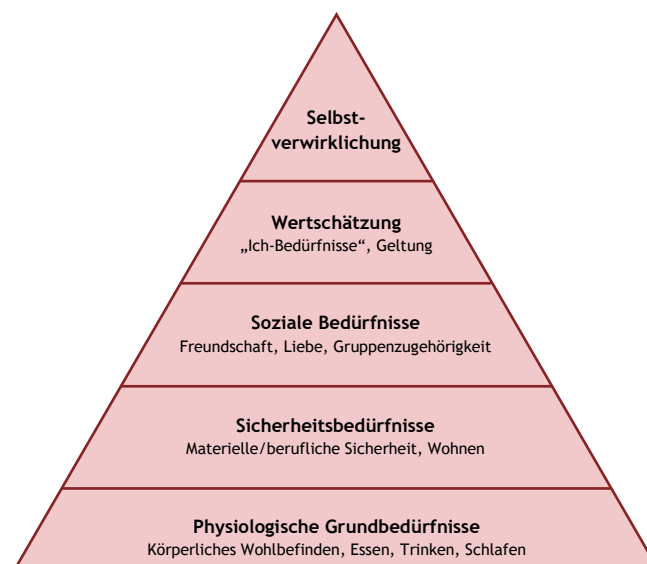 Selbst-
verwirklichung
Wertschätzung
„Ich-Bedürfnisse“, Geltung
Soziale Bedürfnisse
Freundschaft, Liebe, Gruppenzugehörigkeit
Sicherheitsbedürfnisse
Materielle/berufliche Sicherheit, Wohnen
Physiologische Grundbedürfnisse
Körperliches Wohlbefinden, Essen, Trinken, Schlafen